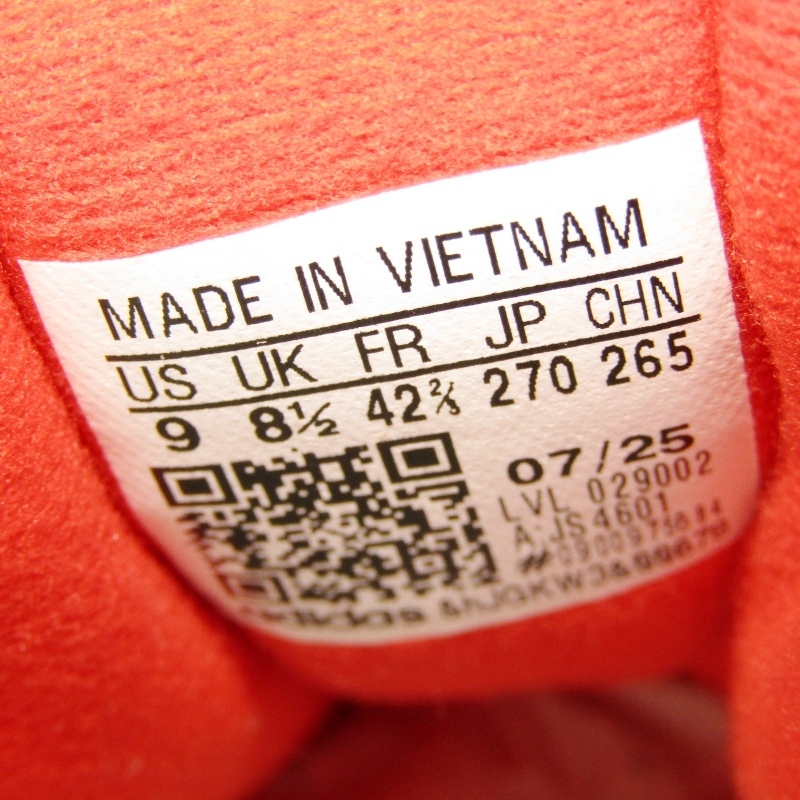 MADE IN VIETNAM
US UK FR JP CHN
9 8½ 42⅔ 270 265
07/25
LVL 029002
A-JS4601
adidas